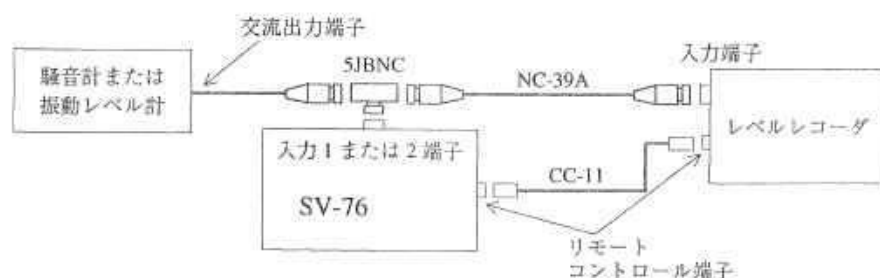 交流出力端子
騒音計または
振動レベル計
5JBNC
NC-39A
入力端子
レベルレコーダ
入力1または2端子
SV-76
CC-11
リモート
コントロール端子